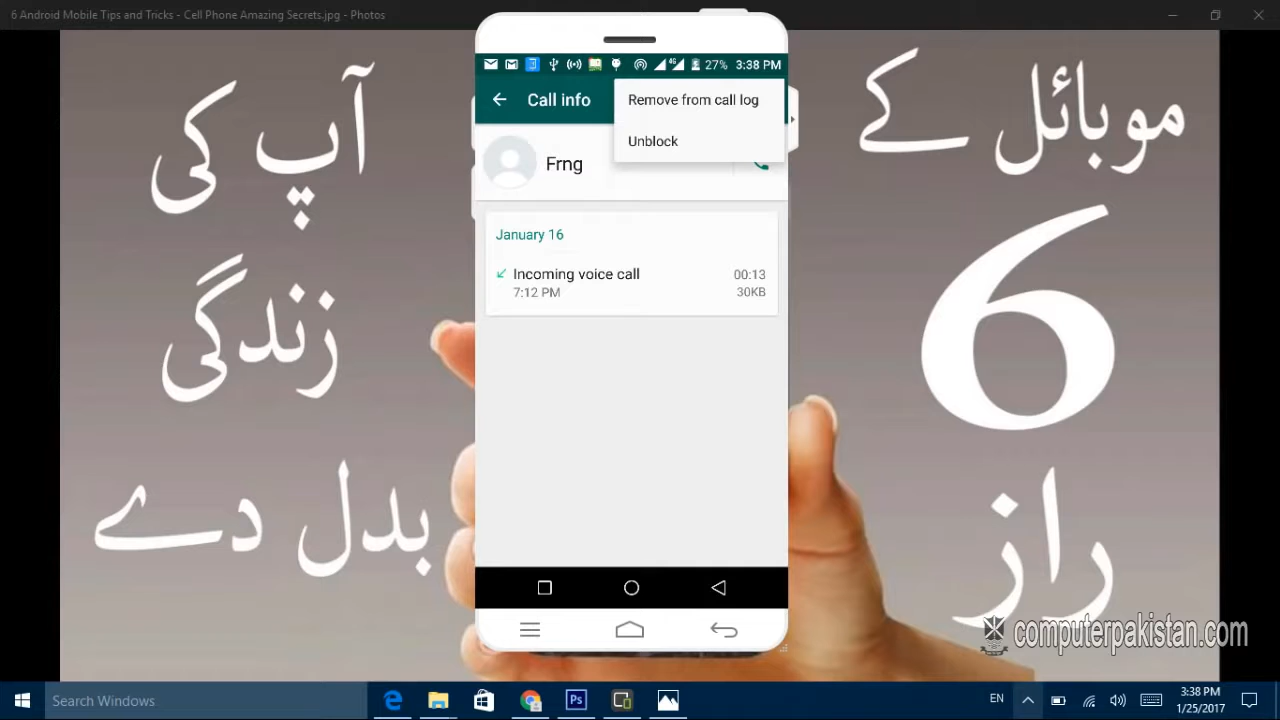 6 Android Mobile Tips and Tricks - Cell Phone Amazing Secrets.jpg - Photos
27% 3:38 PM
Call info
Remove from call log
Unblock
Frng
January 16
Incoming voice call 00:13
7:12 PM 30KB
موبائل کے
6
راز
آپ کی
زندگی
بدل دے
computerpakistan.com
Search Windows
EN
3:38 PM
1/25/2017